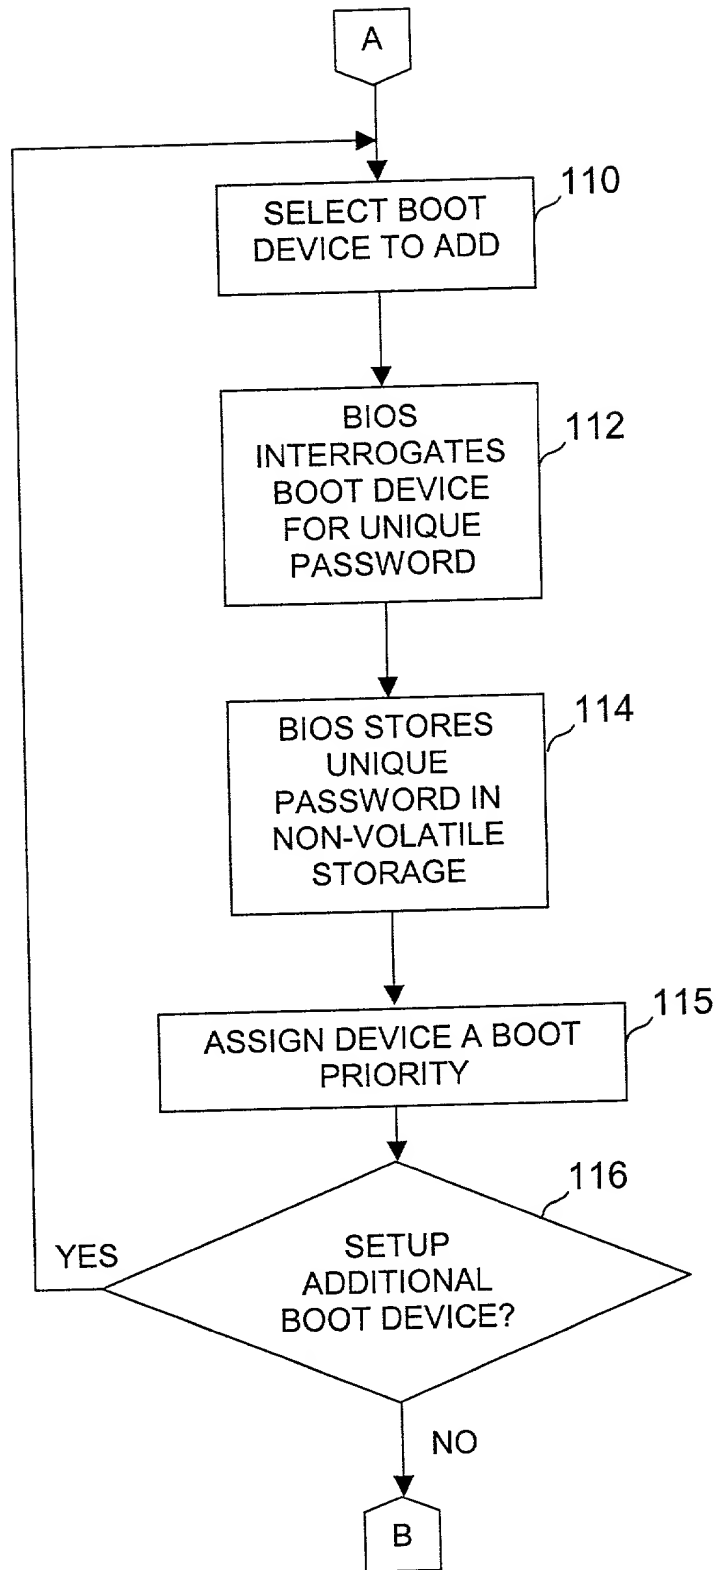 A
SELECT BOOT
DEVICE TO ADD
110
BIOS
INTERROGATES
BOOT DEVICE
FOR UNIQUE
PASSWORD
112
BIOS STORES
UNIQUE
PASSWORD IN
NON-VOLATILE
STORAGE
114
ASSIGN DEVICE A BOOT
PRIORITY
115
116
YES
SETUP
ADDITIONAL
BOOT DEVICE?
NO
B